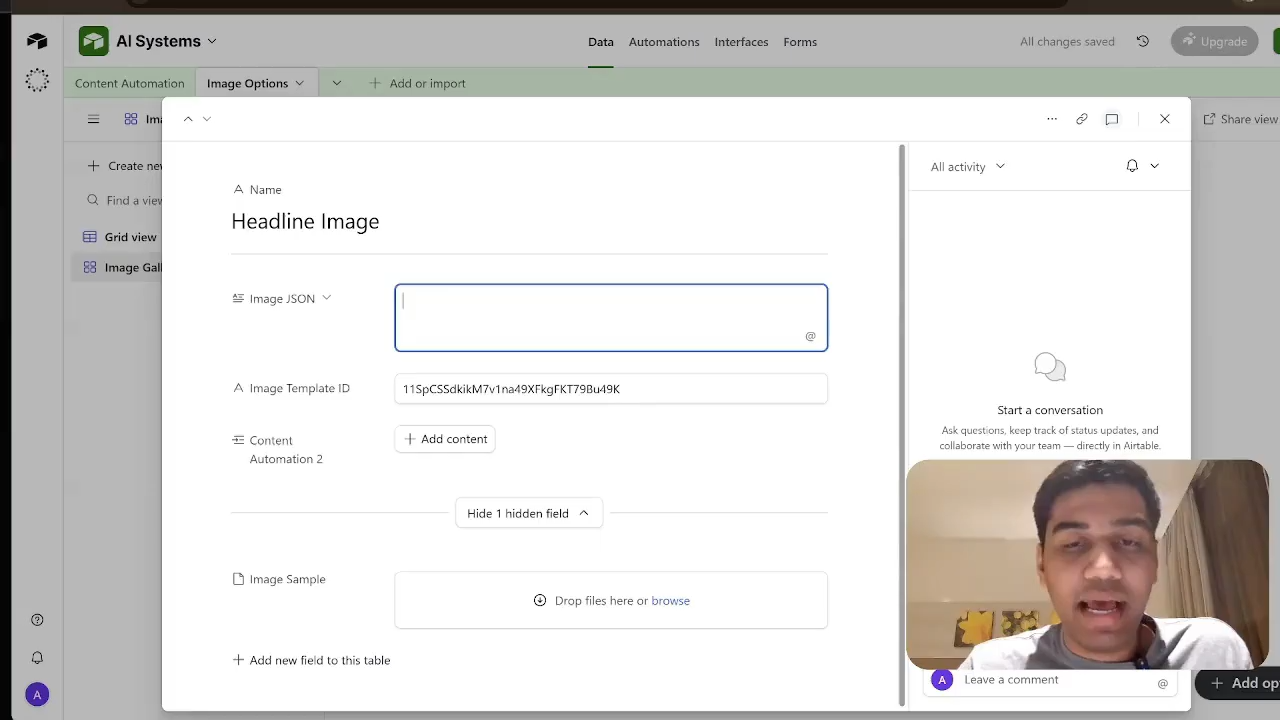 AI Systems
Data
Automations
Interfaces
Forms
All changes saved
Upgrade
Content Automation
Image Options
Add or import
Share view
Create new
Find a view
Grid view
Image Gall
Name
Headline Image
Image JSON
@
Image Template ID
11SpCSSdkikM7v1na49XFkgFKT79Bu49K
Content
Automation 2
Add content
Hide 1 hidden field
Image Sample
Drop files here or browse
Add new field to this table
All activity
Start a conversation
Ask questions, keep track of status updates, and
collaborate with your team — directly in Airtable.
A
Leave a comment
@
A
Add